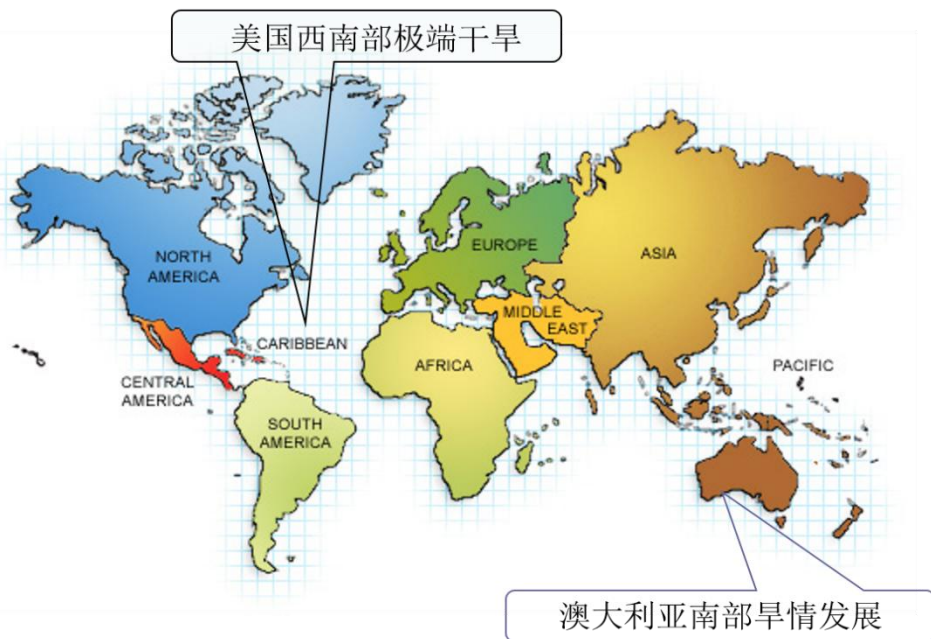 美国西南部极端干旱
NORTH
AMERICA
EUROPE
ASIA
MIDDLE
EAST
CARIBBEAN
AFRICA
PACIFIC
CENTRAL
AMERICA
SOUTH
AMERICA
澳大利亚南部旱情发展